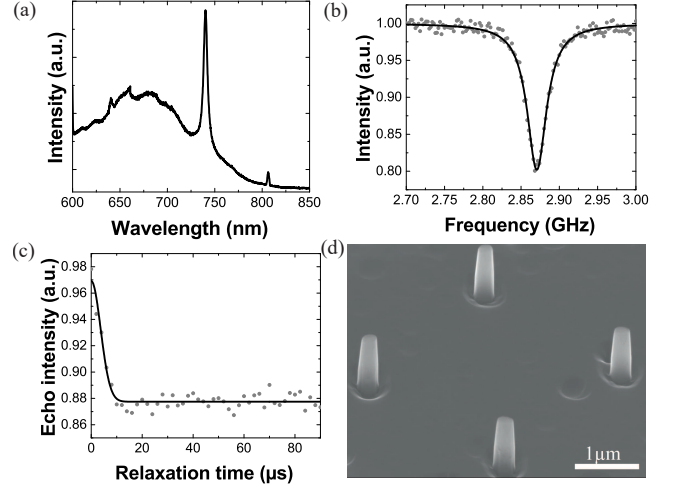 (a)
Intensity (a.u.)
600 650 700 750 800 850
Wavelength (nm)
(b)
Intensity (a.u.)
1.00
0.95
0.90
0.85
0.80
2.70 2.75 2.80 2.85 2.90 2.95 3.00
Frequency (GHz)
(c)
Echo intensity (a.u.)
0.98
0.96
0.94
0.92
0.90
0.88
0.86
0 20 40 60 80
Relaxation time (µs)
(d)
1µm